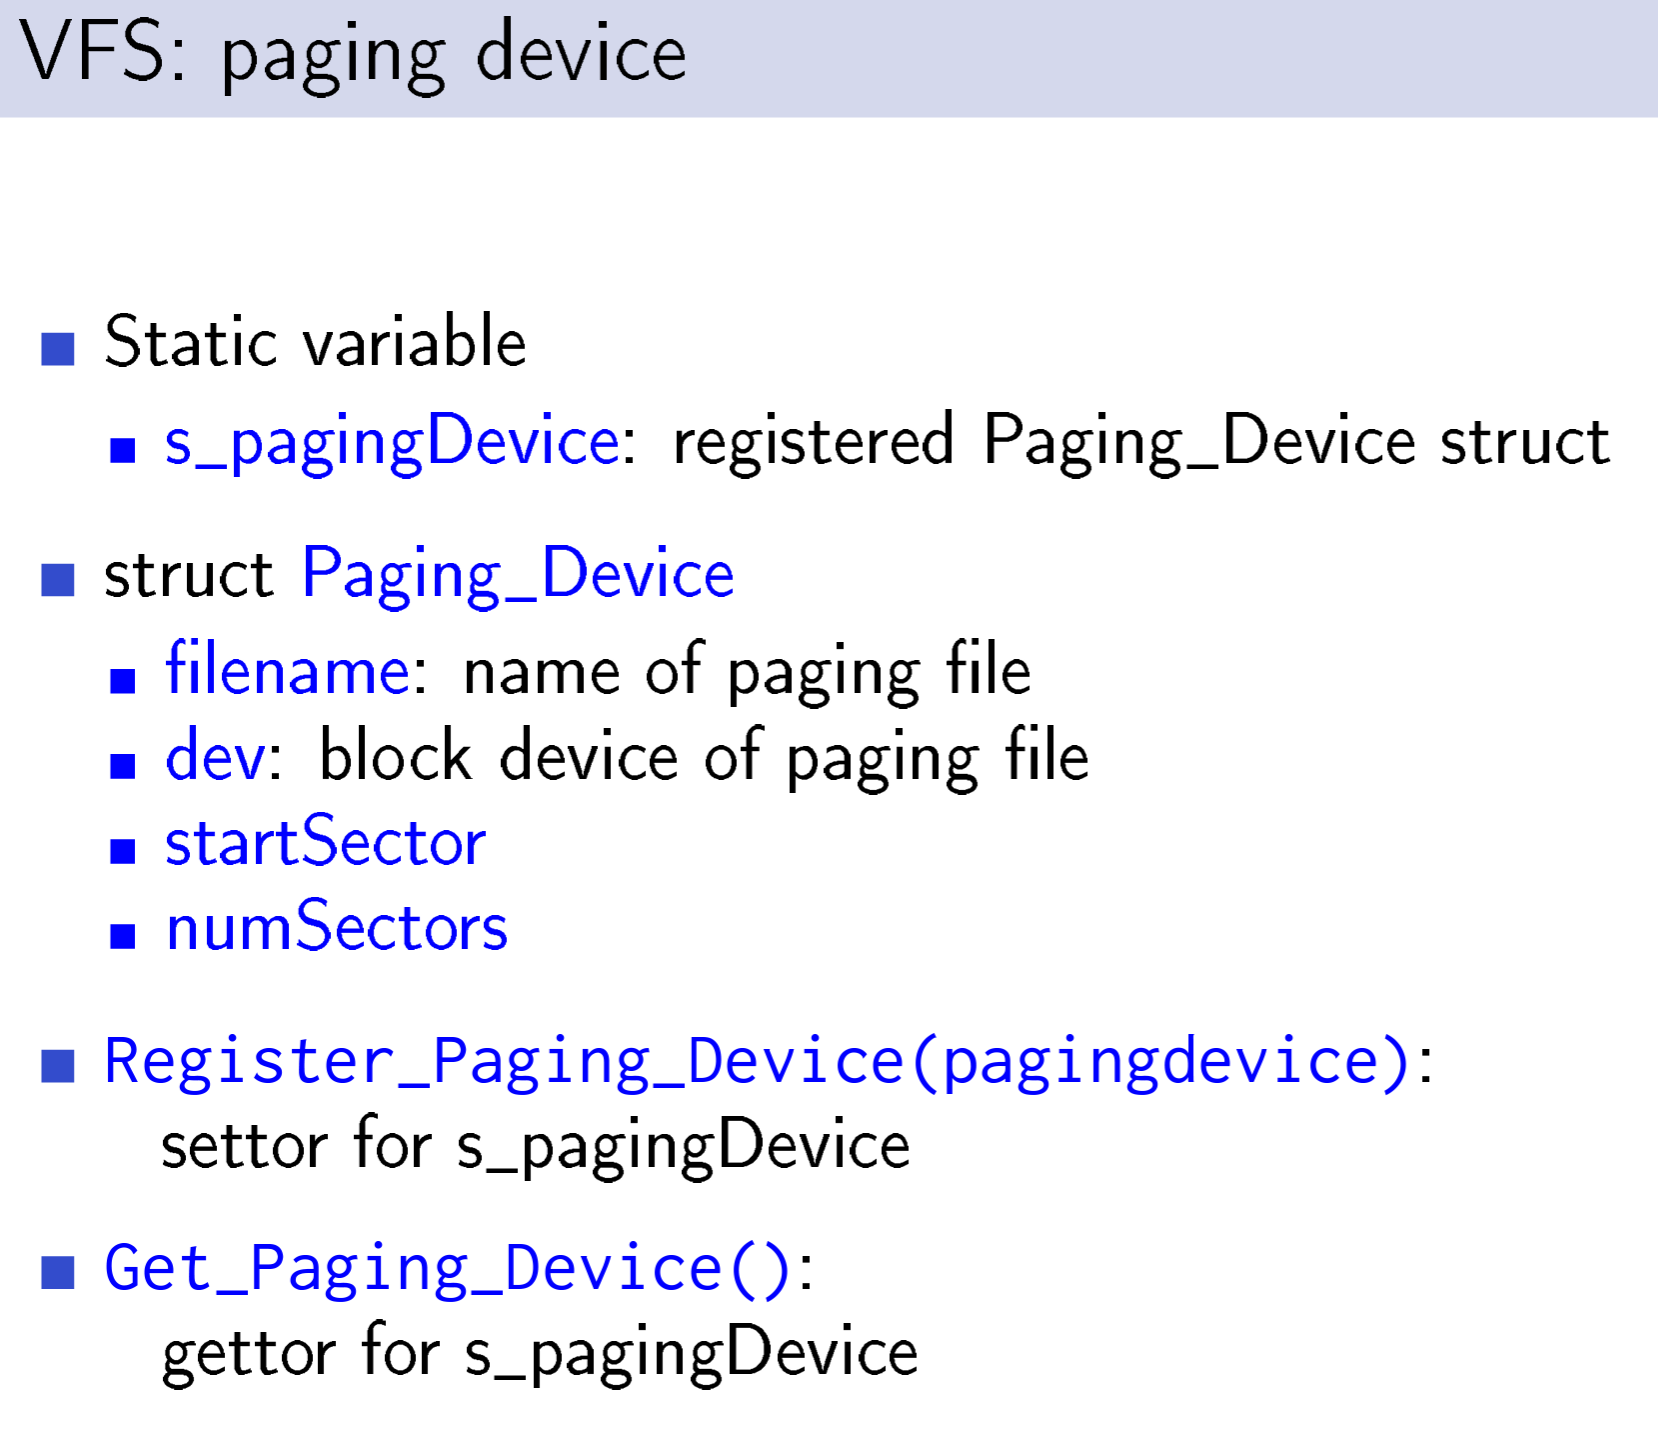 VFS: paging device
Static variable
s_pagingDevice: registered Paging_Device struct
struct Paging_Device
filename: name of paging file
dev: block device of paging file
startSector
numSectors
Register_Paging_Device(pagingdevice):
settor for s_pagingDevice
Get_Paging_Device():
gettor for s_pagingDevice